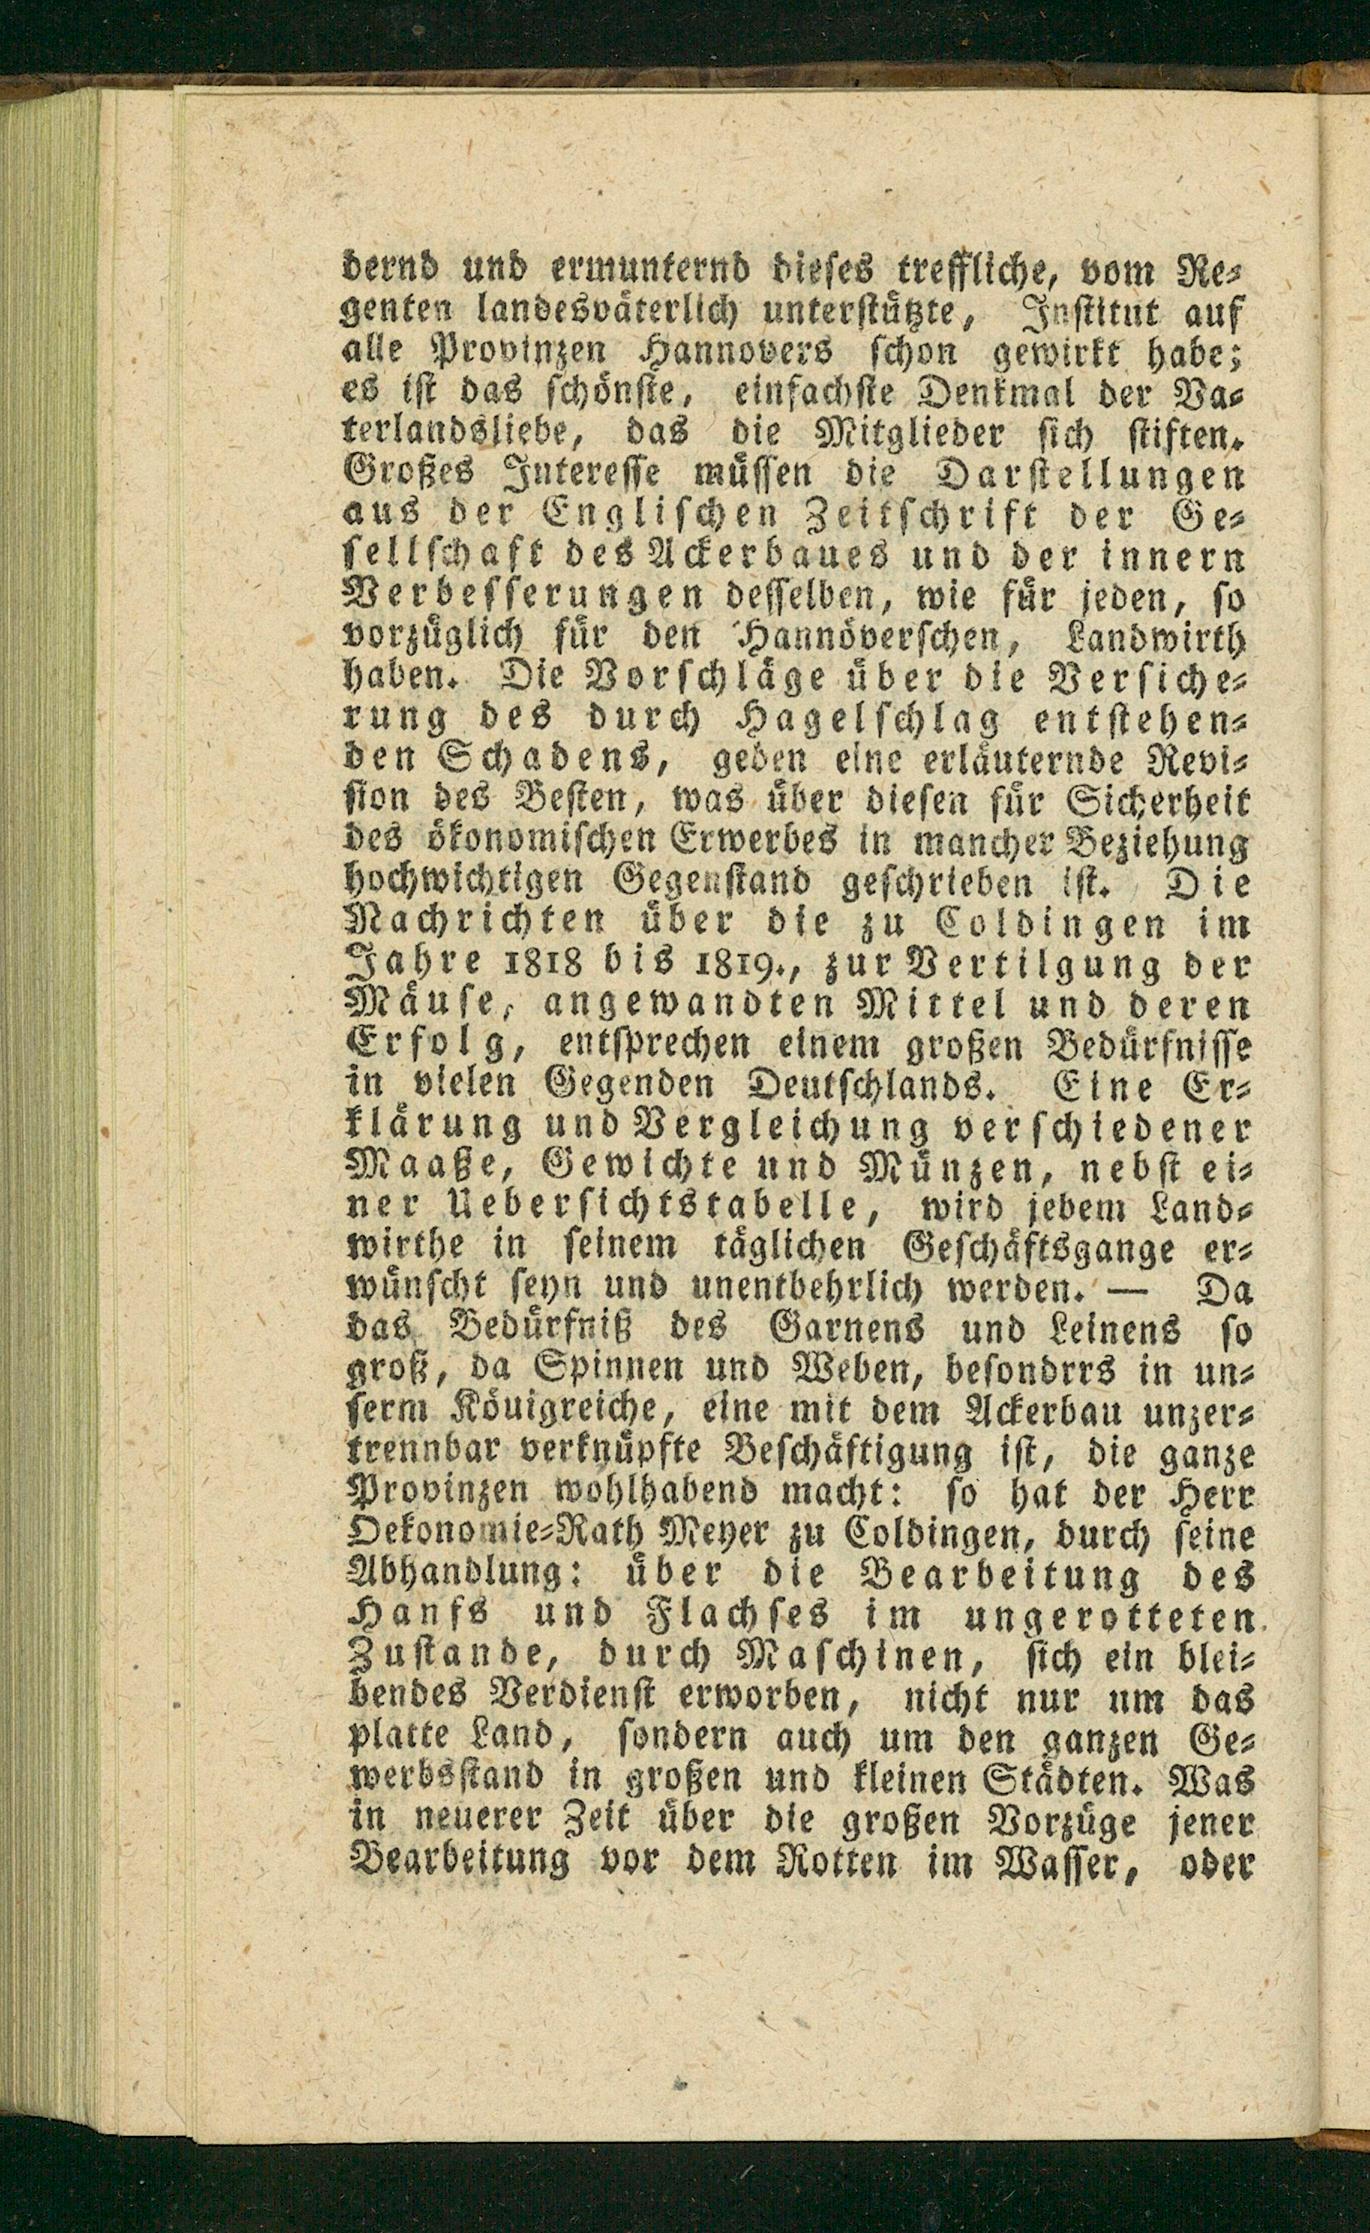 dernd und ermunternd dieses treffliche, vom Re-
genten landesväterlich unterstützte, Institut auf
alle Provinzen Hannovers schon gewirkt habe;
es ist das schönste, einfachste Denkmal der Va-
terlandsliebe, das die Mitglieder sich stiften.
Großes Interesse müssen die Darstellungen
aus der Englischen Zeitschrift der Ge-
sellschaft des Ackerbaues und der innern
Verbesserungen desselben, wie für jeden, so
vorzüglich für den Hannöverschen, Landwirth
haben. Die Vorschläge über die Versiche-
rung des durch Hagelschlag entstehen-
den Schadens, geben eine erläuternde Revi-
sion des Besten, was über diesen für Sicherheit
des ökonomischen Erwerbes in mancher Beziehung
hochwichtigen Gegenstand geschrieben ist. Die
Nachrichten über die zu Coldingen im
Jahre 1818 bis 1819., zur Vertilgung der
Mäuse, angewandten Mittel und deren
Erfolg, entsprechen einem großen Bedürfnisse
in vielen Gegenden Deutschlands. Eine Er-
klärung und Vergleichung verschiedener
Maaße, Gewichte und Münzen, nebst ei-
ner Uebersichtstabelle, wird jedem Land-
wirthe in seinem täglichen Geschäftsgange er-
wünscht seyn und unentbehrlich werden. — Da
das Bedürfniß des Garnens und Leinens so
groß, da Spinnen und Weben, besondrrs in un-
serm Köuigreiche, eine mit dem Ackerbau unzer-
trennbar verknüpfte Beschäftigung ist, die ganze
Provinzen wohlhabend macht: so hat der Herr
Oekonomie-Rath Meyer zu Coldingen, durch seine
Abhandlung: über die Bearbeitung des
Hanfs und Flachses im ungerotteten
Zustande, durch Maschinen, sich ein blei-
bendes Verdienst erworben, nicht nur um das
platte Land, sondern auch um den ganzen Ge-
werbsstand in großen und kleinen Städten. Was
in neuerer Zeit über die großen Vorzüge jener
Bearbeitung vor dem Rotten im Wasser, oder